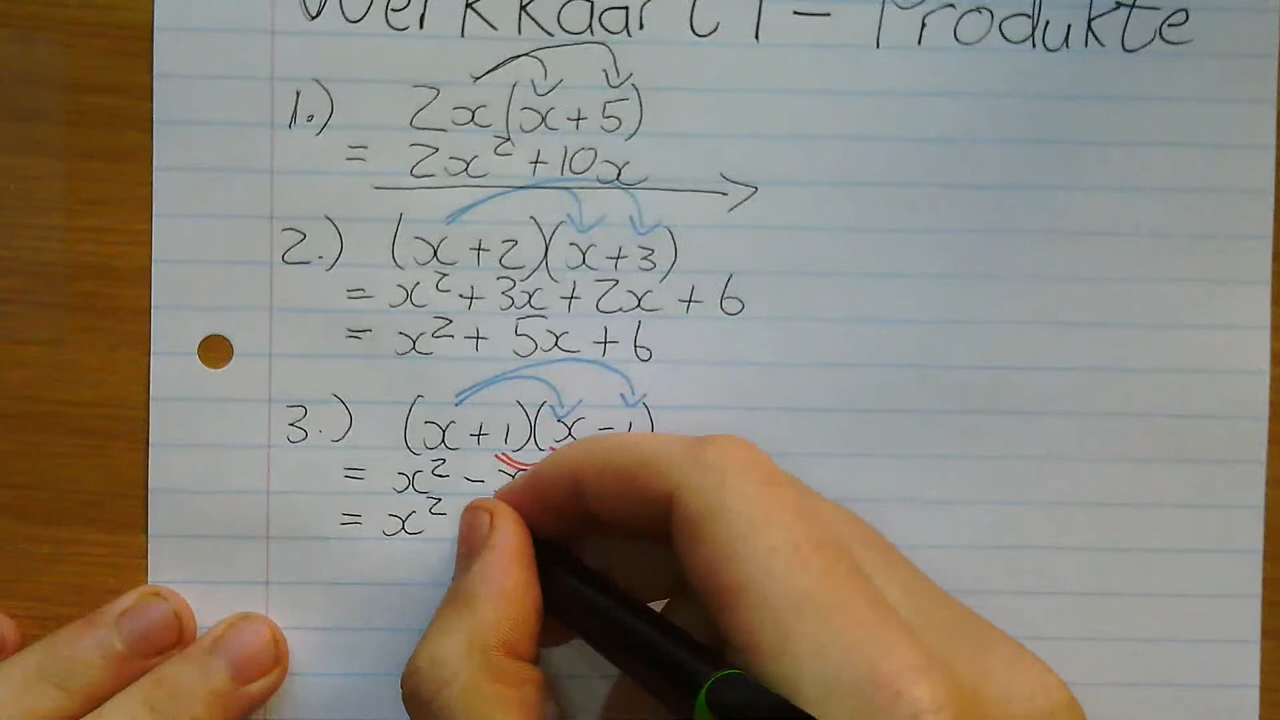 Werkkaart 1 - Produkte
1.) 2x(x+5)
= 2x² + 10x
2.) (x+2)(x+3)
= x² + 3x + 2x + 6
= x² + 5x + 6
3.) (x+1)(x-1)
= x² - x
= x²